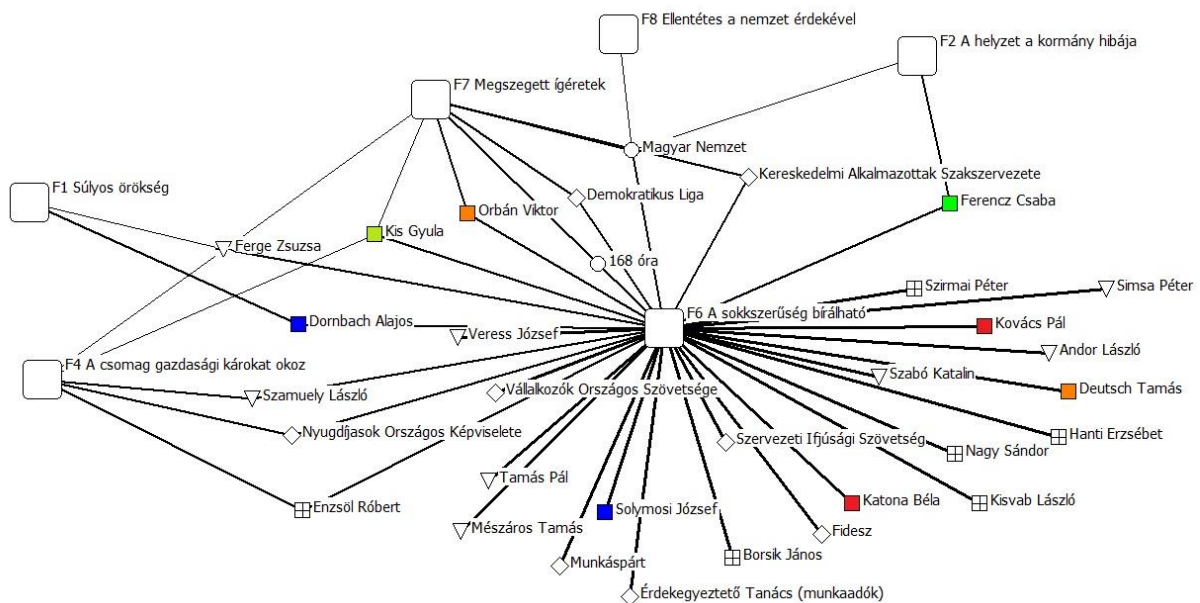 F8 Ellentétes a nemzet érdekével
F2 A helyzet a kormány hibája
F7 Megszegett ígéretek
Magyar Nemzet
Kereskedelmi Alkalmazottak Szakszervezete
F1 Súlyos örökség
Demokratikus Liga
Ferencz Csaba
Orbán Viktor
Kis Gyula
Ferge Zsuzsa
168 óra
Szirmai Péter
Simsa Péter
F6 A sokkszerűség bírálható
Dornbach Alajos
Kovács Pál
Veress József
Andor László
F4 A csomag gazdasági károkat okoz
Szabó Katalin
Deutsch Tamás
Vállalkozók Országos Szövetsége
Szamuely László
Nyugdíjasok Országos Képviselete
Hanti Erzsébet
Szervezeti Ifjúsági Szövetség
Nagy Sándor
Tamás Pál
Kisvab László
Katona Béla
Enzsöl Róbert
Solymosi József
Mészáros Tamás
Fidesz
Borsik János
Munkáspárt
Érdekegyeztető Tanács (munkaadók)